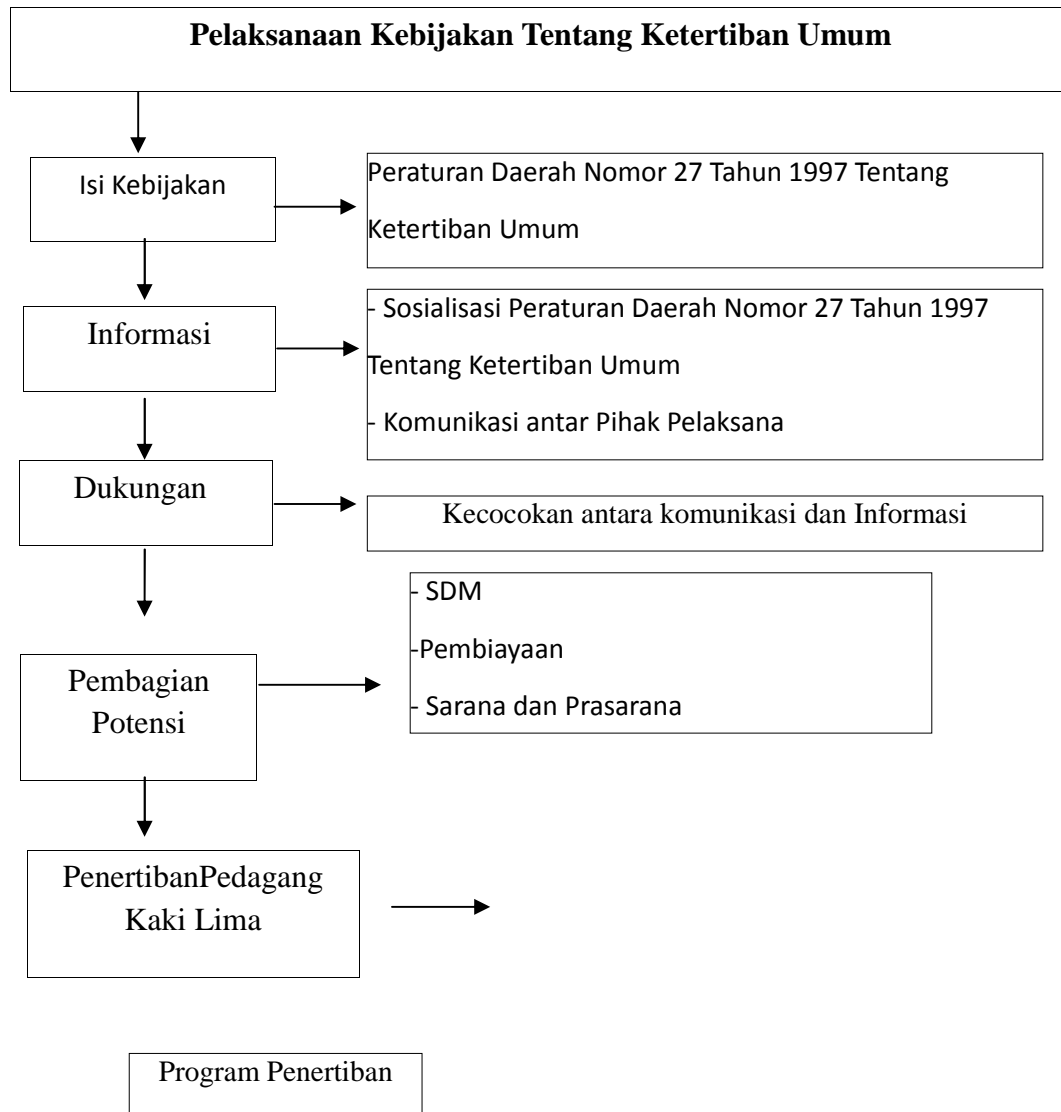 Pelaksanaan Kebijakan Tentang Ketertiban Umum
Isi Kebijakan
Peraturan Daerah Nomor 27 Tahun 1997 Tentang
Ketertiban Umum
Informasi
- Sosialisasi Peraturan Daerah Nomor 27 Tahun 1997
Tentang Ketertiban Umum
- Komunikasi antar Pihak Pelaksana
Dukungan
Kecocokan antara komunikasi dan Informasi
Pembagian
Potensi
- SDM
-Pembiayaan
- Sarana dan Prasarana
PenertibanPedagang
Kaki Lima
Program Penertiban